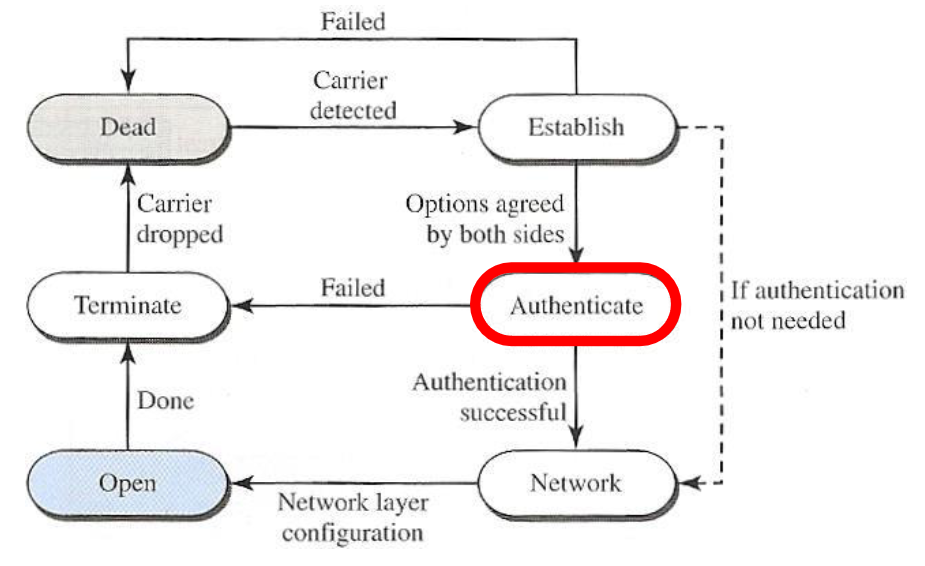 Failed
Carrier
detected
Dead
Establish
Carrier
dropped
Options agreed
by both sides
Terminate
Failed
Authenticate
If authentication
not needed
Done
Authentication
successful
Open
Network layer
configuration
Network